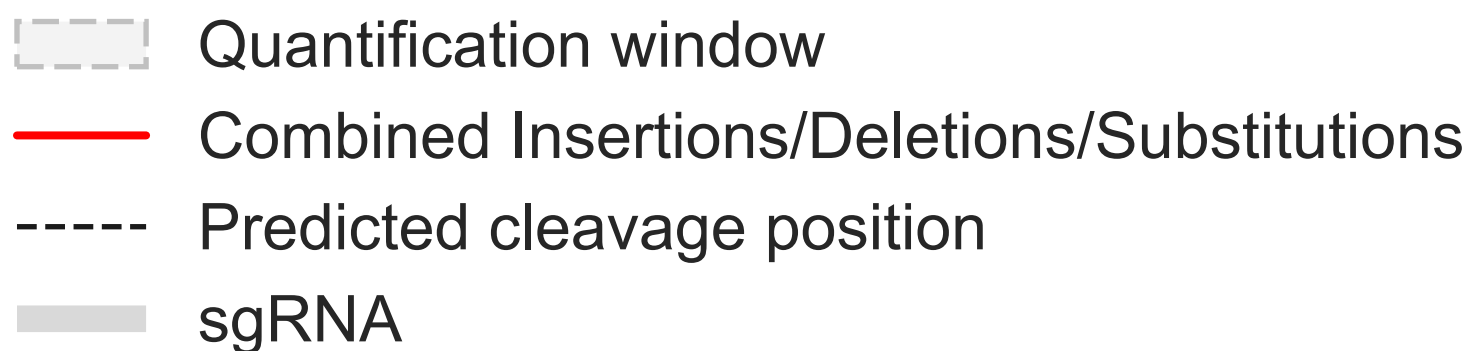 Quantification window
Combined Insertions/Deletions/Substitutions
Predicted cleavage position
sgRNA